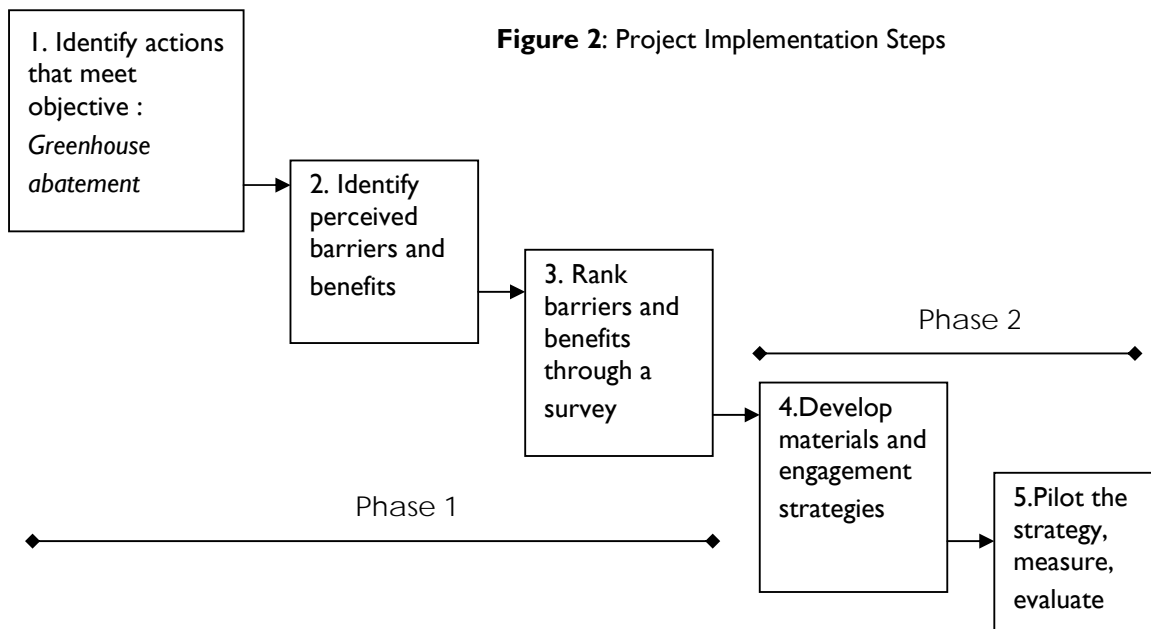 Figure 2: Project Implementation Steps
1. Identify actions
that meet
objective :
Greenhouse
abatement
2. Identify
perceived
barriers and
benefits
3. Rank
barriers and
benefits
through a
survey
Phase 2
4.Develop
materials and
engagement
strategies
Phase 1
5.Pilot the
strategy,
measure,
evaluate